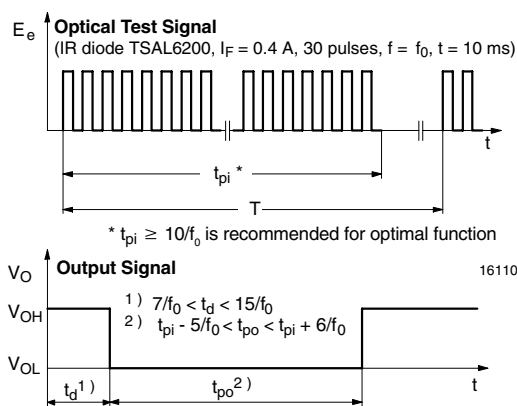 E_e Optical Test Signal
(IR diode TSAL6200, I_F = 0.4 A, 30 pulses, f = f_0, t = 10 ms)
t
t_pi *
T
* t_pi ≥ 10/f_0 is recommended for optimal function
V_O Output Signal
16110
V_OH
1) 7/f_0 < t_d < 15/f_0
2) t_pi - 5/f_0 < t_po < t_pi + 6/f_0
V_OL
t_d 1)
t_po 2)
t